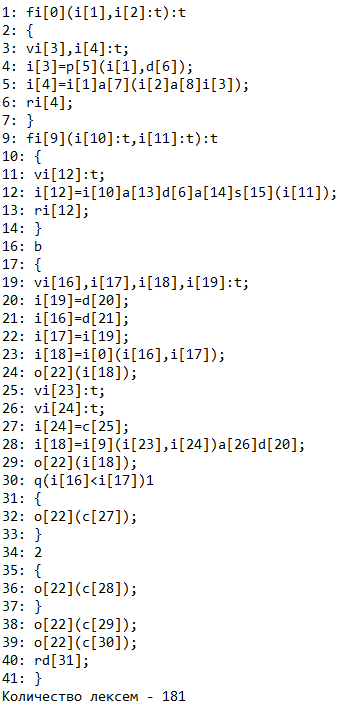 1: fi[0](i[1],i[2]:t):t
2: {
3: vi[3],i[4]:t;
4: i[3]=p[5](i[1],d[6]);
5: i[4]=i[1]a[7](i[2]a[8]i[3]);
6: ri[4];
7: }
9: fi[9](i[10]:t,i[11]:t):t
10: {
11: vi[12]:t;
12: i[12]=i[10]a[13]d[6]a[14]s[15](i[11]);
13: ri[12];
14: }
16: b
17: {
19: vi[16],i[17],i[18],i[19]:t;
20: i[19]=d[20];
21: i[16]=d[21];
22: i[17]=i[19];
23: i[18]=i[0](i[16],i[17]);
24: o[22](i[18]);
25: vi[23]:t;
26: vi[24]:t;
27: i[24]=c[25];
28: i[18]=i[9](i[23],i[24])a[26]d[20];
29: o[22](i[18]);
30: q(i[16]<i[17])1
31: {
32: o[22](c[27]);
33: }
34: 2
35: {
36: o[22](c[28]);
37: }
38: o[22](c[29]);
39: o[22](c[30]);
40: rd[31];
41: }
Количество лексем - 181